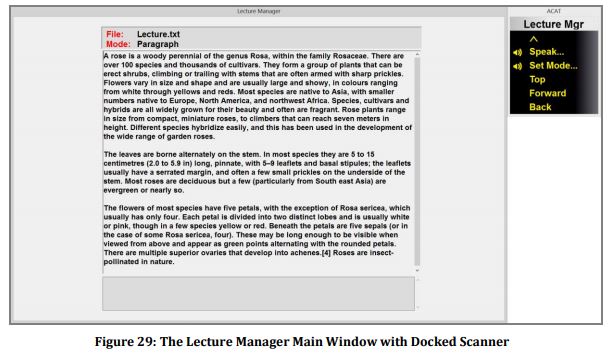 Lecture Manager
ACAT
File: Lecture.txt
Mode: Paragraph
A rose is a woody perennial of the genus Rosa, within the family Rosaceae. There are
over 100 species and thousands of cultivars. They form a group of plants that can be
erect shrubs, climbing or trailing with stems that are often armed with sharp prickles.
Flowers vary in size and shape and are usually large and showy, in colours ranging
from white through yellows and reds. Most species are native to Asia, with smaller
numbers native to Europe, North America, and northwest Africa. Species, cultivars and
hybrids are all widely grown for their beauty and often are fragrant. Rose plants range
in size from compact, miniature roses, to climbers that can reach seven meters in
height. Different species hybridize easily, and this has been used in the development of
the wide range of garden roses.
The leaves are borne alternately on the stem. In most species they are 5 to 15
centimetres (2.0 to 5.9 in) long, pinnate, with 5–9 leaflets and basal stipules; the leaflets
usually have a serrated margin, and often a few small prickles on the underside of the
stem. Most roses are deciduous but a few (particularly from South east Asia) are
evergreen or nearly so.
The flowers of most species have five petals, with the exception of Rosa sericea, which
usually has only four. Each petal is divided into two distinct lobes and is usually white
or pink, though in a few species yellow or red. Beneath the petals are five sepals (or in
the case of some Rosa sericea, four). These may be long enough to be visible when
viewed from above and appear as green points alternating with the rounded petals.
There are multiple superior ovaries that develop into achenes.[4] Roses are insect-
pollinated in nature.
Lecture Mgr
Speak...
Set Mode...
Top
Forward
Back
Figure 29: The Lecture Manager Main Window with Docked Scanner